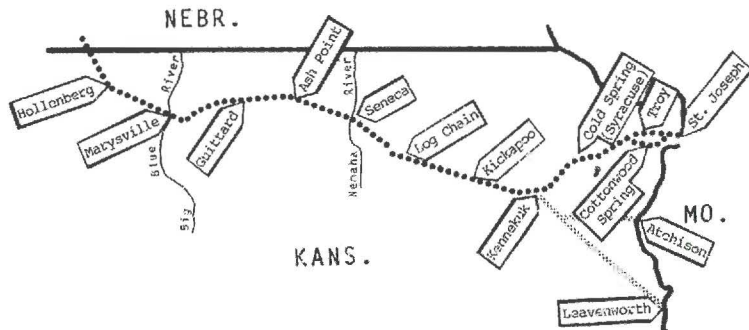 NEBR.
Hollenberg
Marysville
River
Blue
Big
Guittard
Ash Point
River
Nemaha
Seneca
Log Chain
Kickapoo
Kennekuk
Cold Spring
(Syracuse)
Troy
St. Joseph
Cottonwood
Spring
MO.
Atchison
KANS.
Leavenworth